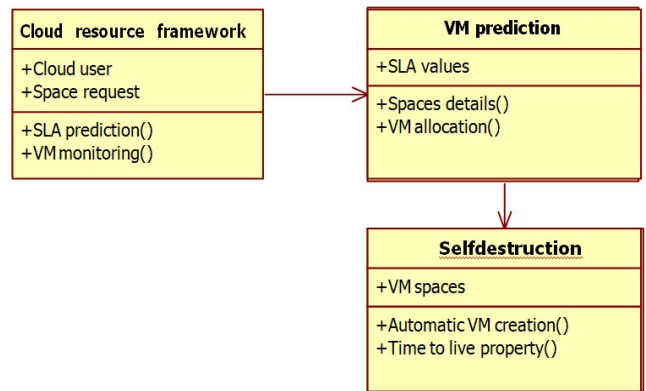 Cloud resource framework
+Cloud user
+Space request
+SLA prediction()
+VM monitoring()
VM prediction
+SLA values
+Spaces details()
+VM allocation()
Selfdestruction
+VM spaces
+Automatic VM creation()
+Time to live property()